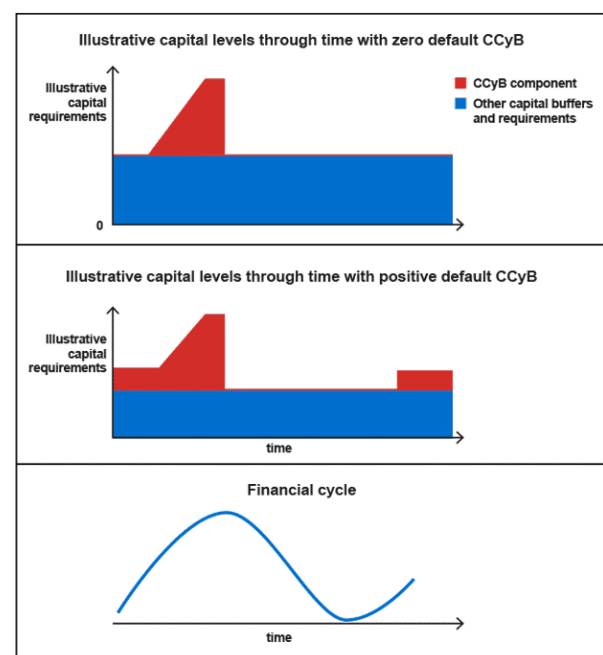 Illustrative capital levels through time with zero default CCyB
Illustrative
capital
requirements
CCyB component
Other capital buffers
and requirements
0
Illustrative capital levels through time with positive default CCyB
Illustrative
capital
requirements
time
Financial cycle
time